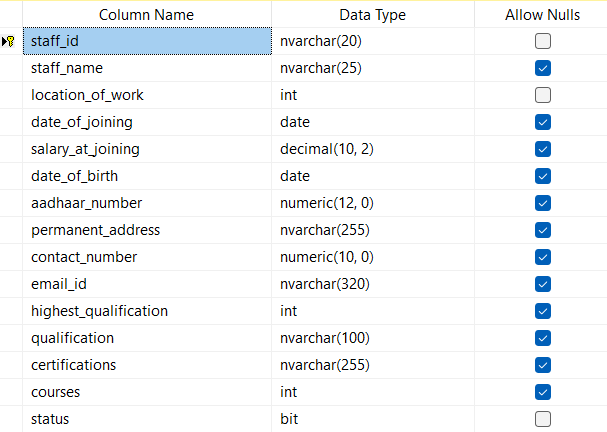 Column Name Data Type Allow Nulls
staff_id nvarchar(20)
staff_name nvarchar(25)
location_of_work int
date_of_joining date
salary_at_joining decimal(10, 2)
date_of_birth date
aadhaar_number numeric(12, 0)
permanent_address nvarchar(255)
contact_number numeric(10, 0)
email_id nvarchar(320)
highest_qualification int
qualification nvarchar(100)
certifications nvarchar(255)
courses int
status bit